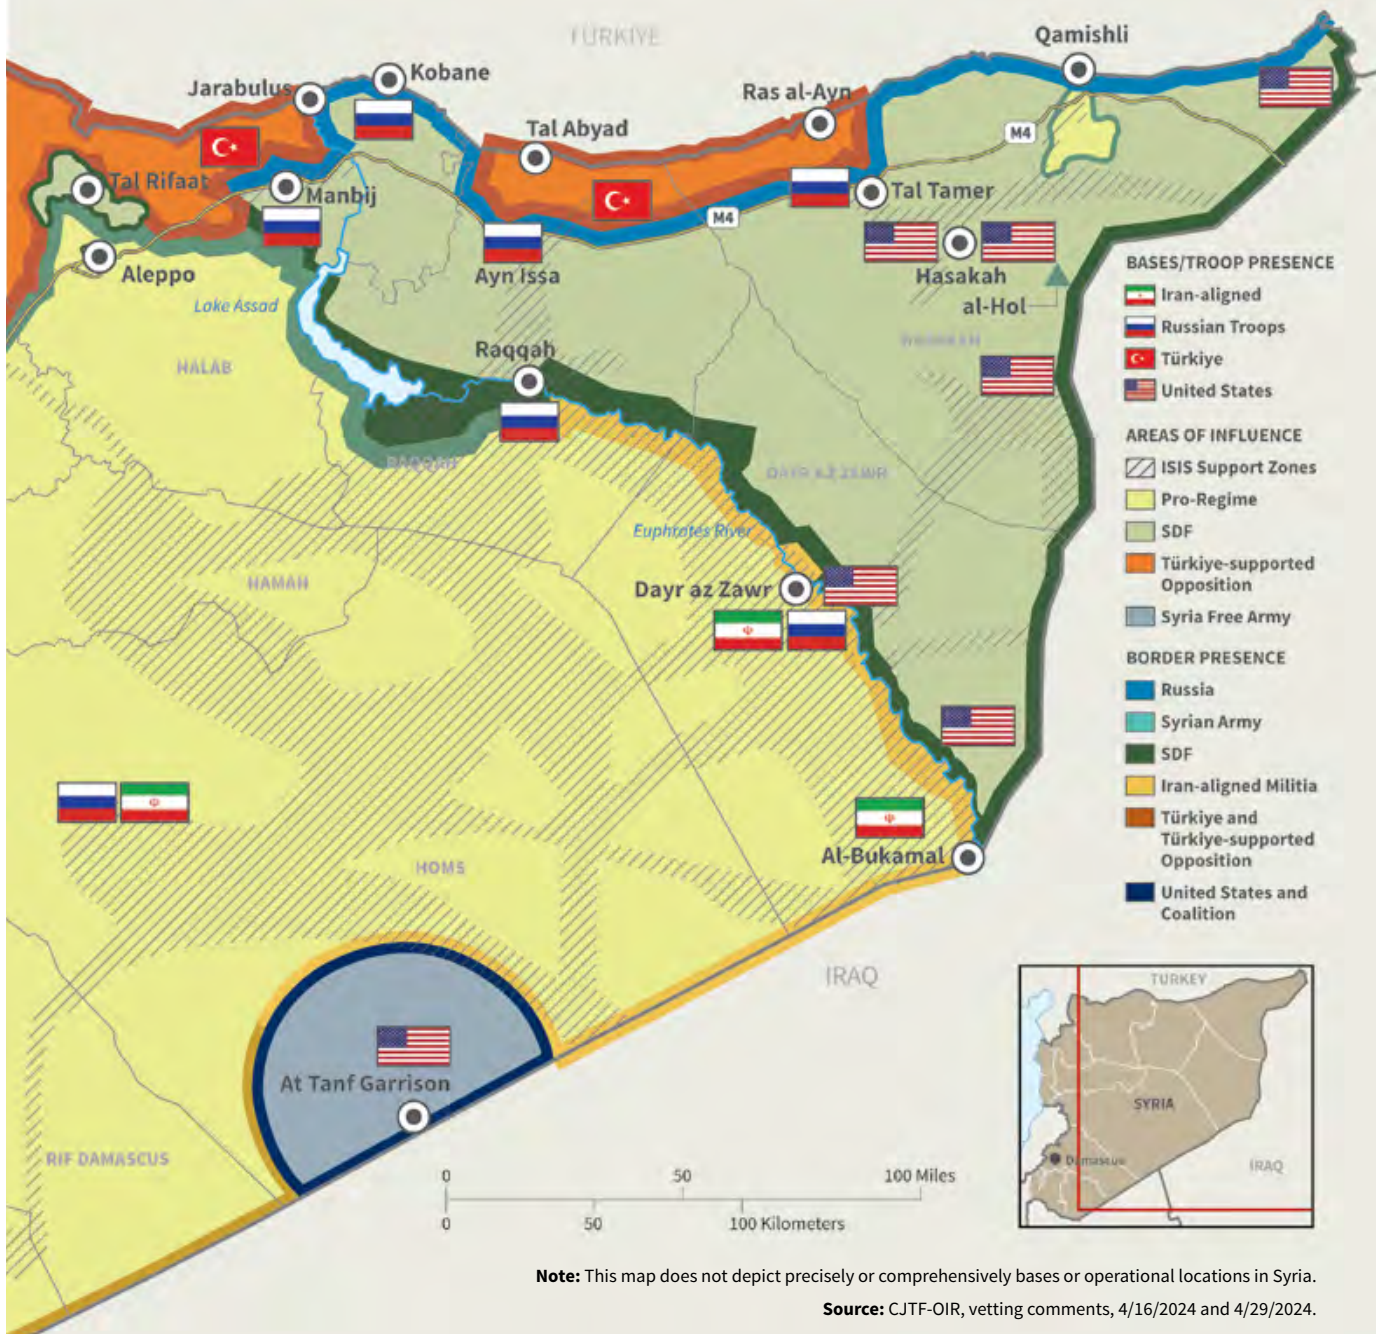 TÜRKIYE
Qamishli
Kobane
Jarabulus
Ras al-Ayn
Tal Abyad
M4
Tal Rifaat
Manbij
Tal Tamer
M4
Aleppo
Ayn Issa
Hasakah
al-Hol
Lake Assad
HASAKAH
Raqqah
HALAB
RAQQAH
DAYR AZ ZAWR
Euphrates River
HAMAH
Dayr az Zawr
Al-Bukamal
HOMS
IRAQ
At Tanf Garrison
RIF DAMASCUS
BASES/TROOP PRESENCE
Iran-aligned
Russian Troops
Türkiye
United States
AREAS OF INFLUENCE
ISIS Support Zones
Pro-Regime
SDF
Türkiye-supported
Opposition
Syria Free Army
BORDER PRESENCE
Russia
Syrian Army
SDF
Iran-aligned Militia
Türkiye and
Türkiye-supported
Opposition
United States and
Coalition
TURKEY
SYRIA
Damascus
IRAQ
0 50 100 Miles
0 50 100 Kilometers
Note: This map does not depict precisely or comprehensively bases or operational locations in Syria.
Source: CJTF-OIR, vetting comments, 4/16/2024 and 4/29/2024.